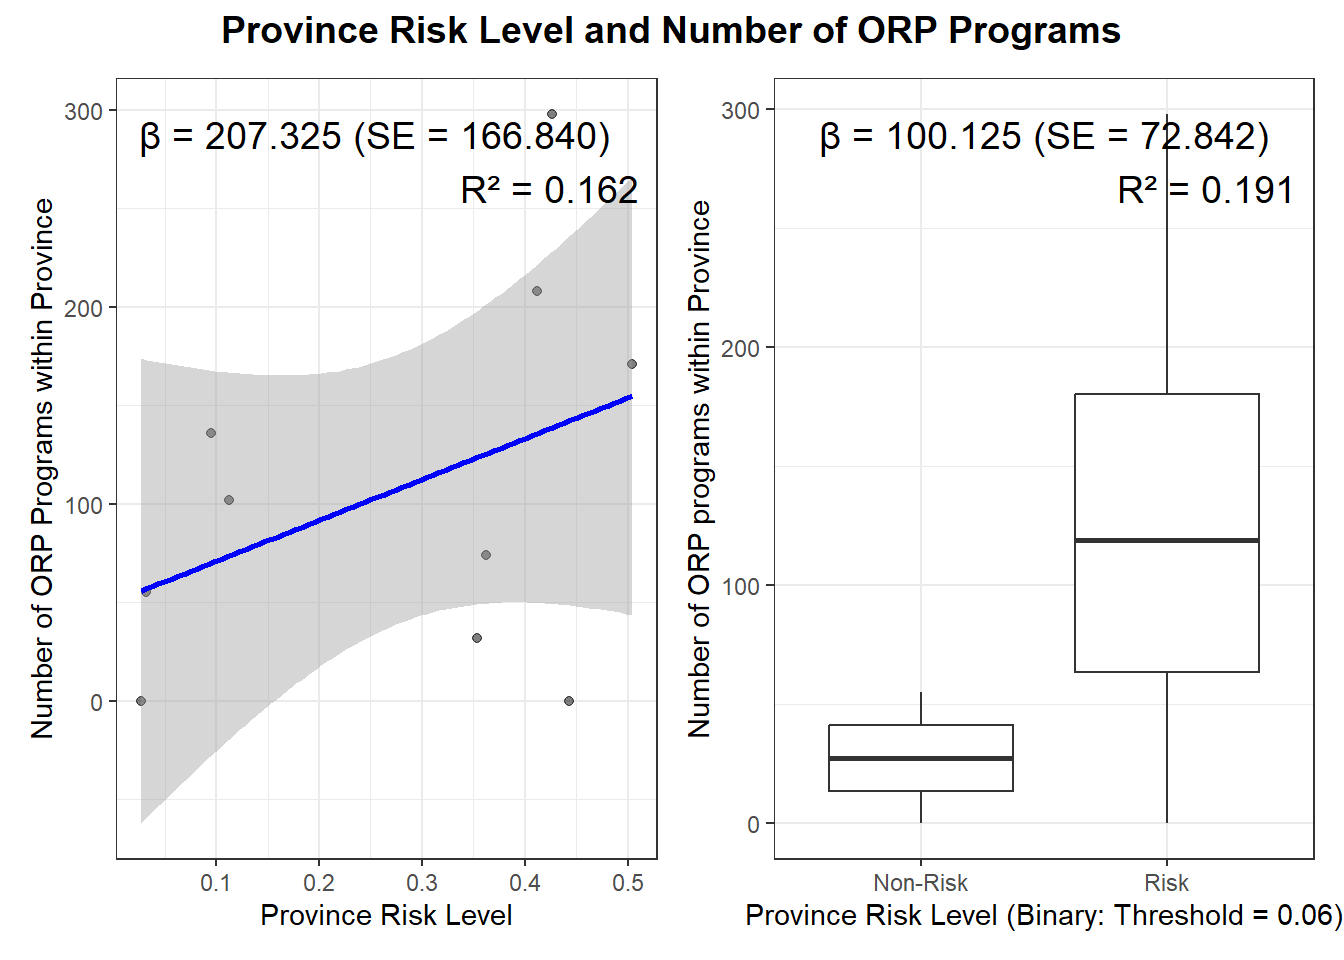 Province Risk Level and Number of ORP Programs
Number of ORP Programs within Province
300
200
100
0
β = 207.325 (SE = 166.840)
R² = 0.162
0.1 0.2 0.3 0.4 0.5
Province Risk Level
Number of ORP programs within Province
300
200
100
0
β = 100.125 (SE = 72.842)
R² = 0.191
Non-Risk Risk
Province Risk Level (Binary: Threshold = 0.06)